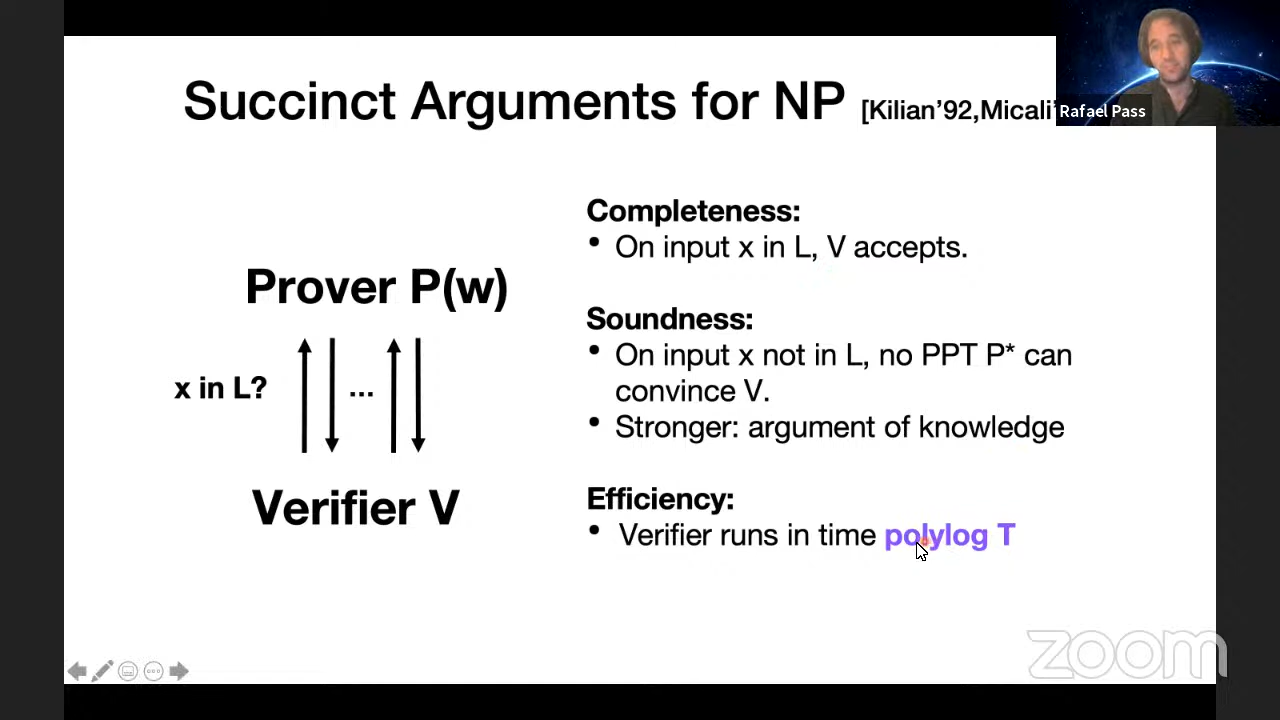 Succinct Arguments for NP [Kilian'92,Micali'
Rafael Pass
Completeness:
• On input x in L, V accepts.
Prover P(w)
Soundness:
• On input x not in L, no PPT P* can
convince V.
x in L?
...
• Stronger: argument of knowledge
Verifier V
Efficiency:
• Verifier runs in time polylog T
zoom